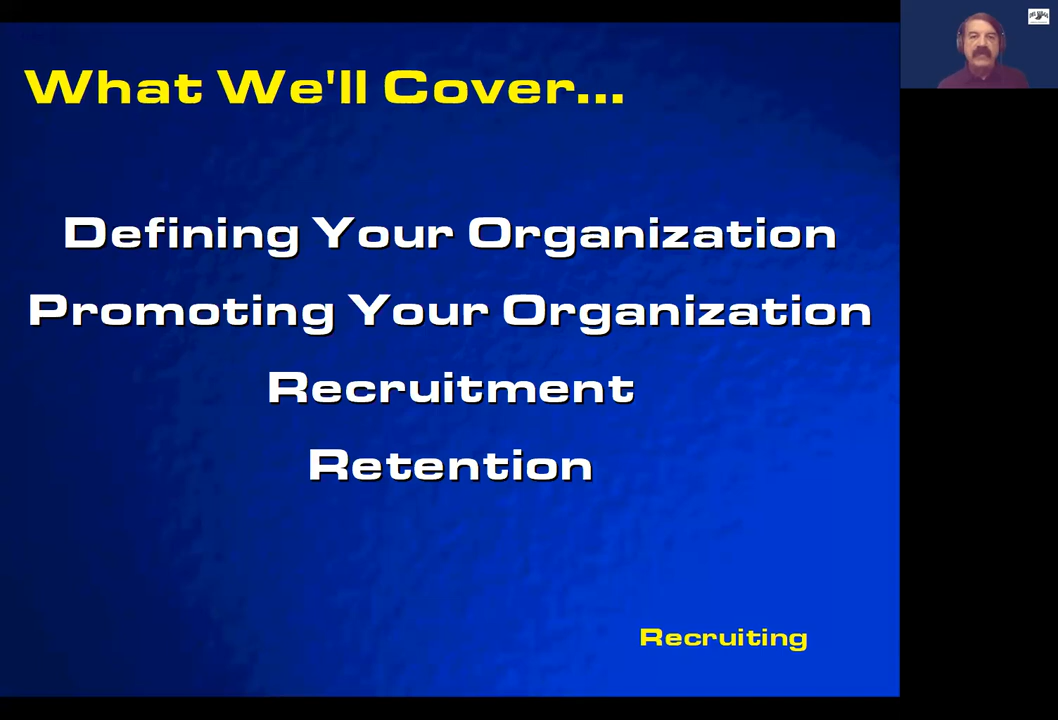 What We'll Cover...
Defining Your Organization
Promoting Your Organization
Recruitment
Retention
Recruiting